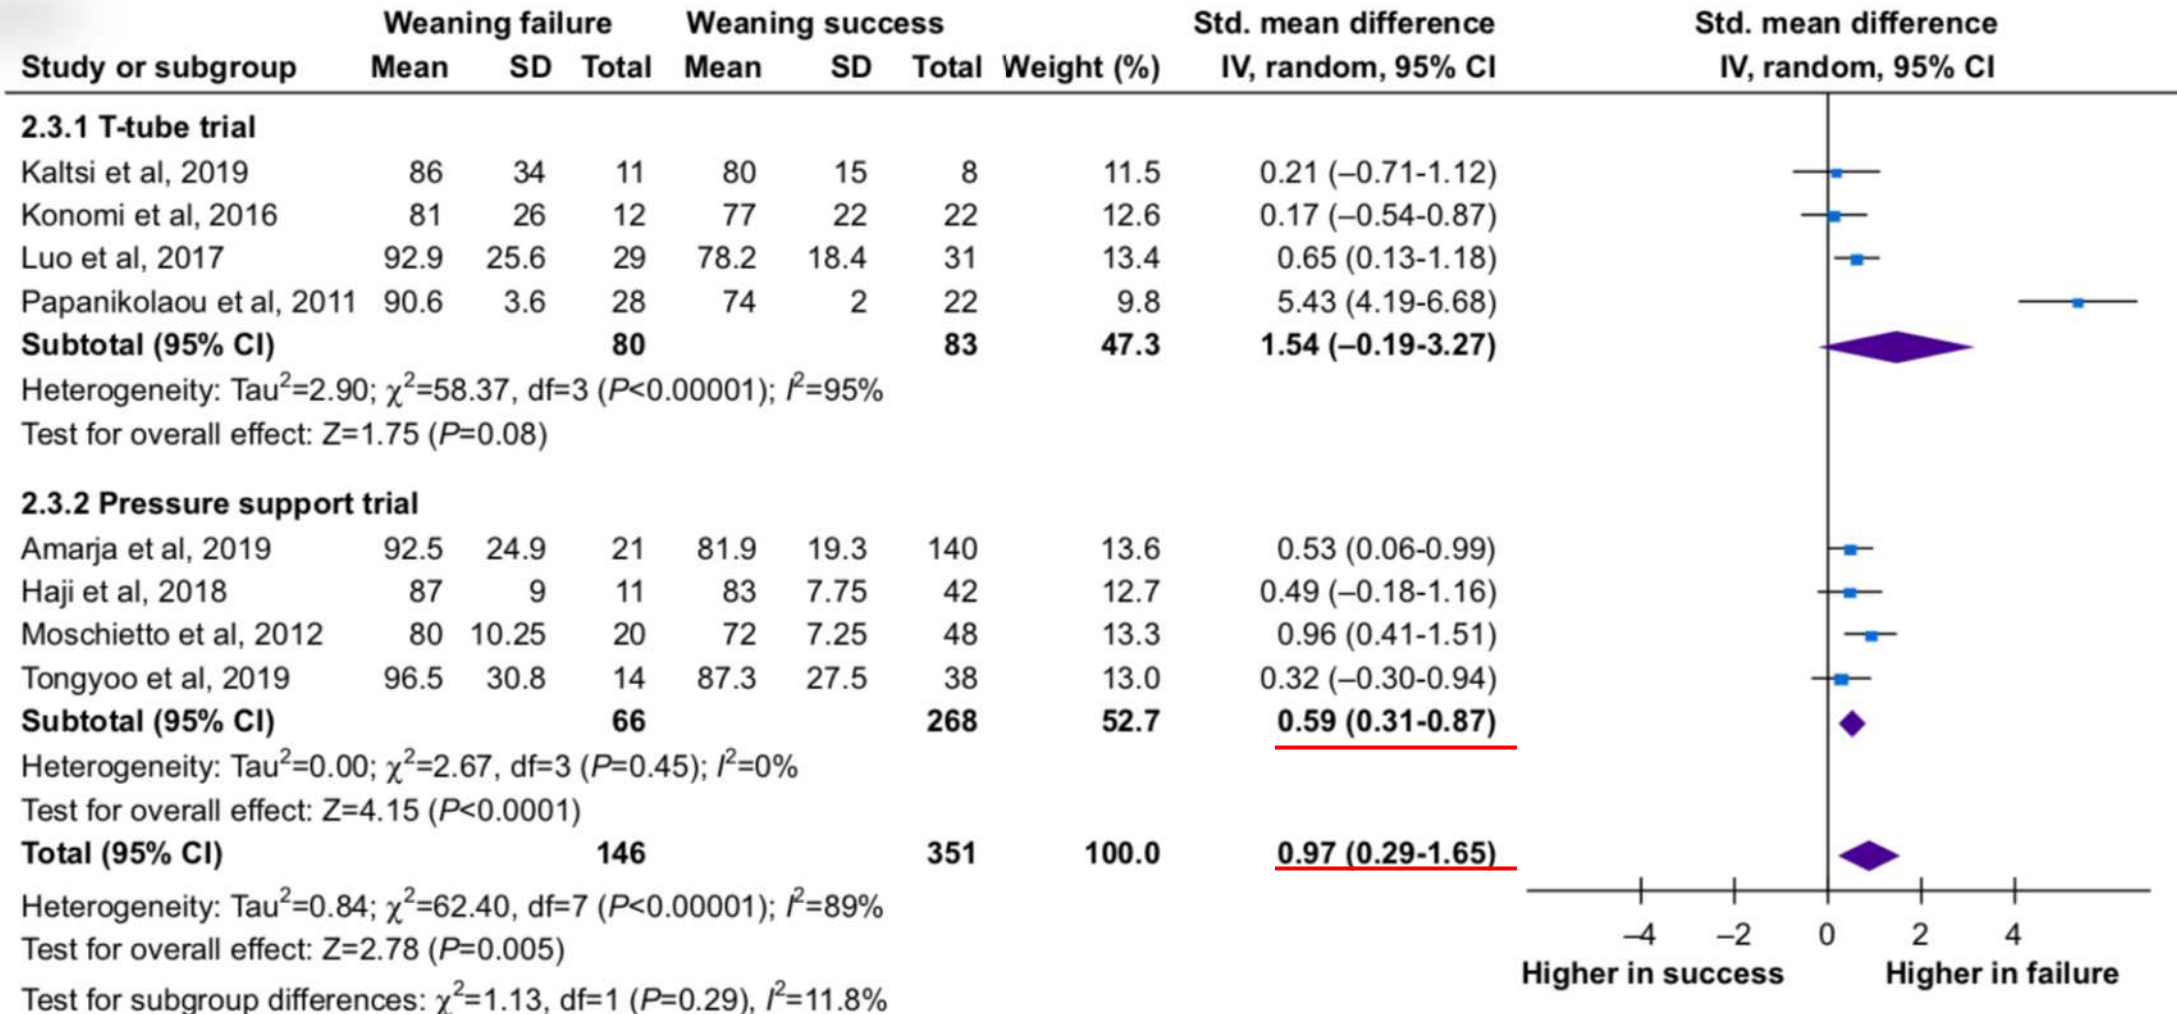 Weaning failure Weaning success Std. mean difference Std. mean difference
Study or subgroup Mean SD Total Mean SD Total Weight (%) IV, random, 95% CI IV, random, 95% CI
2.3.1 T-tube trial
Kaltsi et al, 2019 86 34 11 80 15 8 11.5 0.21 (–0.71-1.12)
Konomi et al, 2016 81 26 12 77 22 22 12.6 0.17 (–0.54-0.87)
Luo et al, 2017 92.9 25.6 29 78.2 18.4 31 13.4 0.65 (0.13-1.18)
Papanikolaou et al, 2011 90.6 3.6 28 74 2 22 9.8 5.43 (4.19-6.68)
Subtotal (95% CI) 80 83 47.3 1.54 (–0.19-3.27)
Heterogeneity: Tau²=2.90; χ²=58.37, df=3 (P<0.00001); I²=95%
Test for overall effect: Z=1.75 (P=0.08)
2.3.2 Pressure support trial
Amarja et al, 2019 92.5 24.9 21 81.9 19.3 140 13.6 0.53 (0.06-0.99)
Haji et al, 2018 87 9 11 83 7.75 42 12.7 0.49 (–0.18-1.16)
Moschietto et al, 2012 80 10.25 20 72 7.25 48 13.3 0.96 (0.41-1.51)
Tongyoo et al, 2019 96.5 30.8 14 87.3 27.5 38 13.0 0.32 (–0.30-0.94)
Subtotal (95% CI) 66 268 52.7 0.59 (0.31-0.87)
Heterogeneity: Tau²=0.00; χ²=2.67, df=3 (P=0.45); I²=0%
Test for overall effect: Z=4.15 (P<0.0001)
Total (95% CI) 146 351 100.0 0.97 (0.29-1.65)
Heterogeneity: Tau²=0.84; χ²=62.40, df=7 (P<0.00001); I²=89%
Test for overall effect: Z=2.78 (P=0.005)
Test for subgroup differences: χ²=1.13, df=1 (P=0.29), I²=11.8%
–4 –2 0 2 4
Higher in success Higher in failure